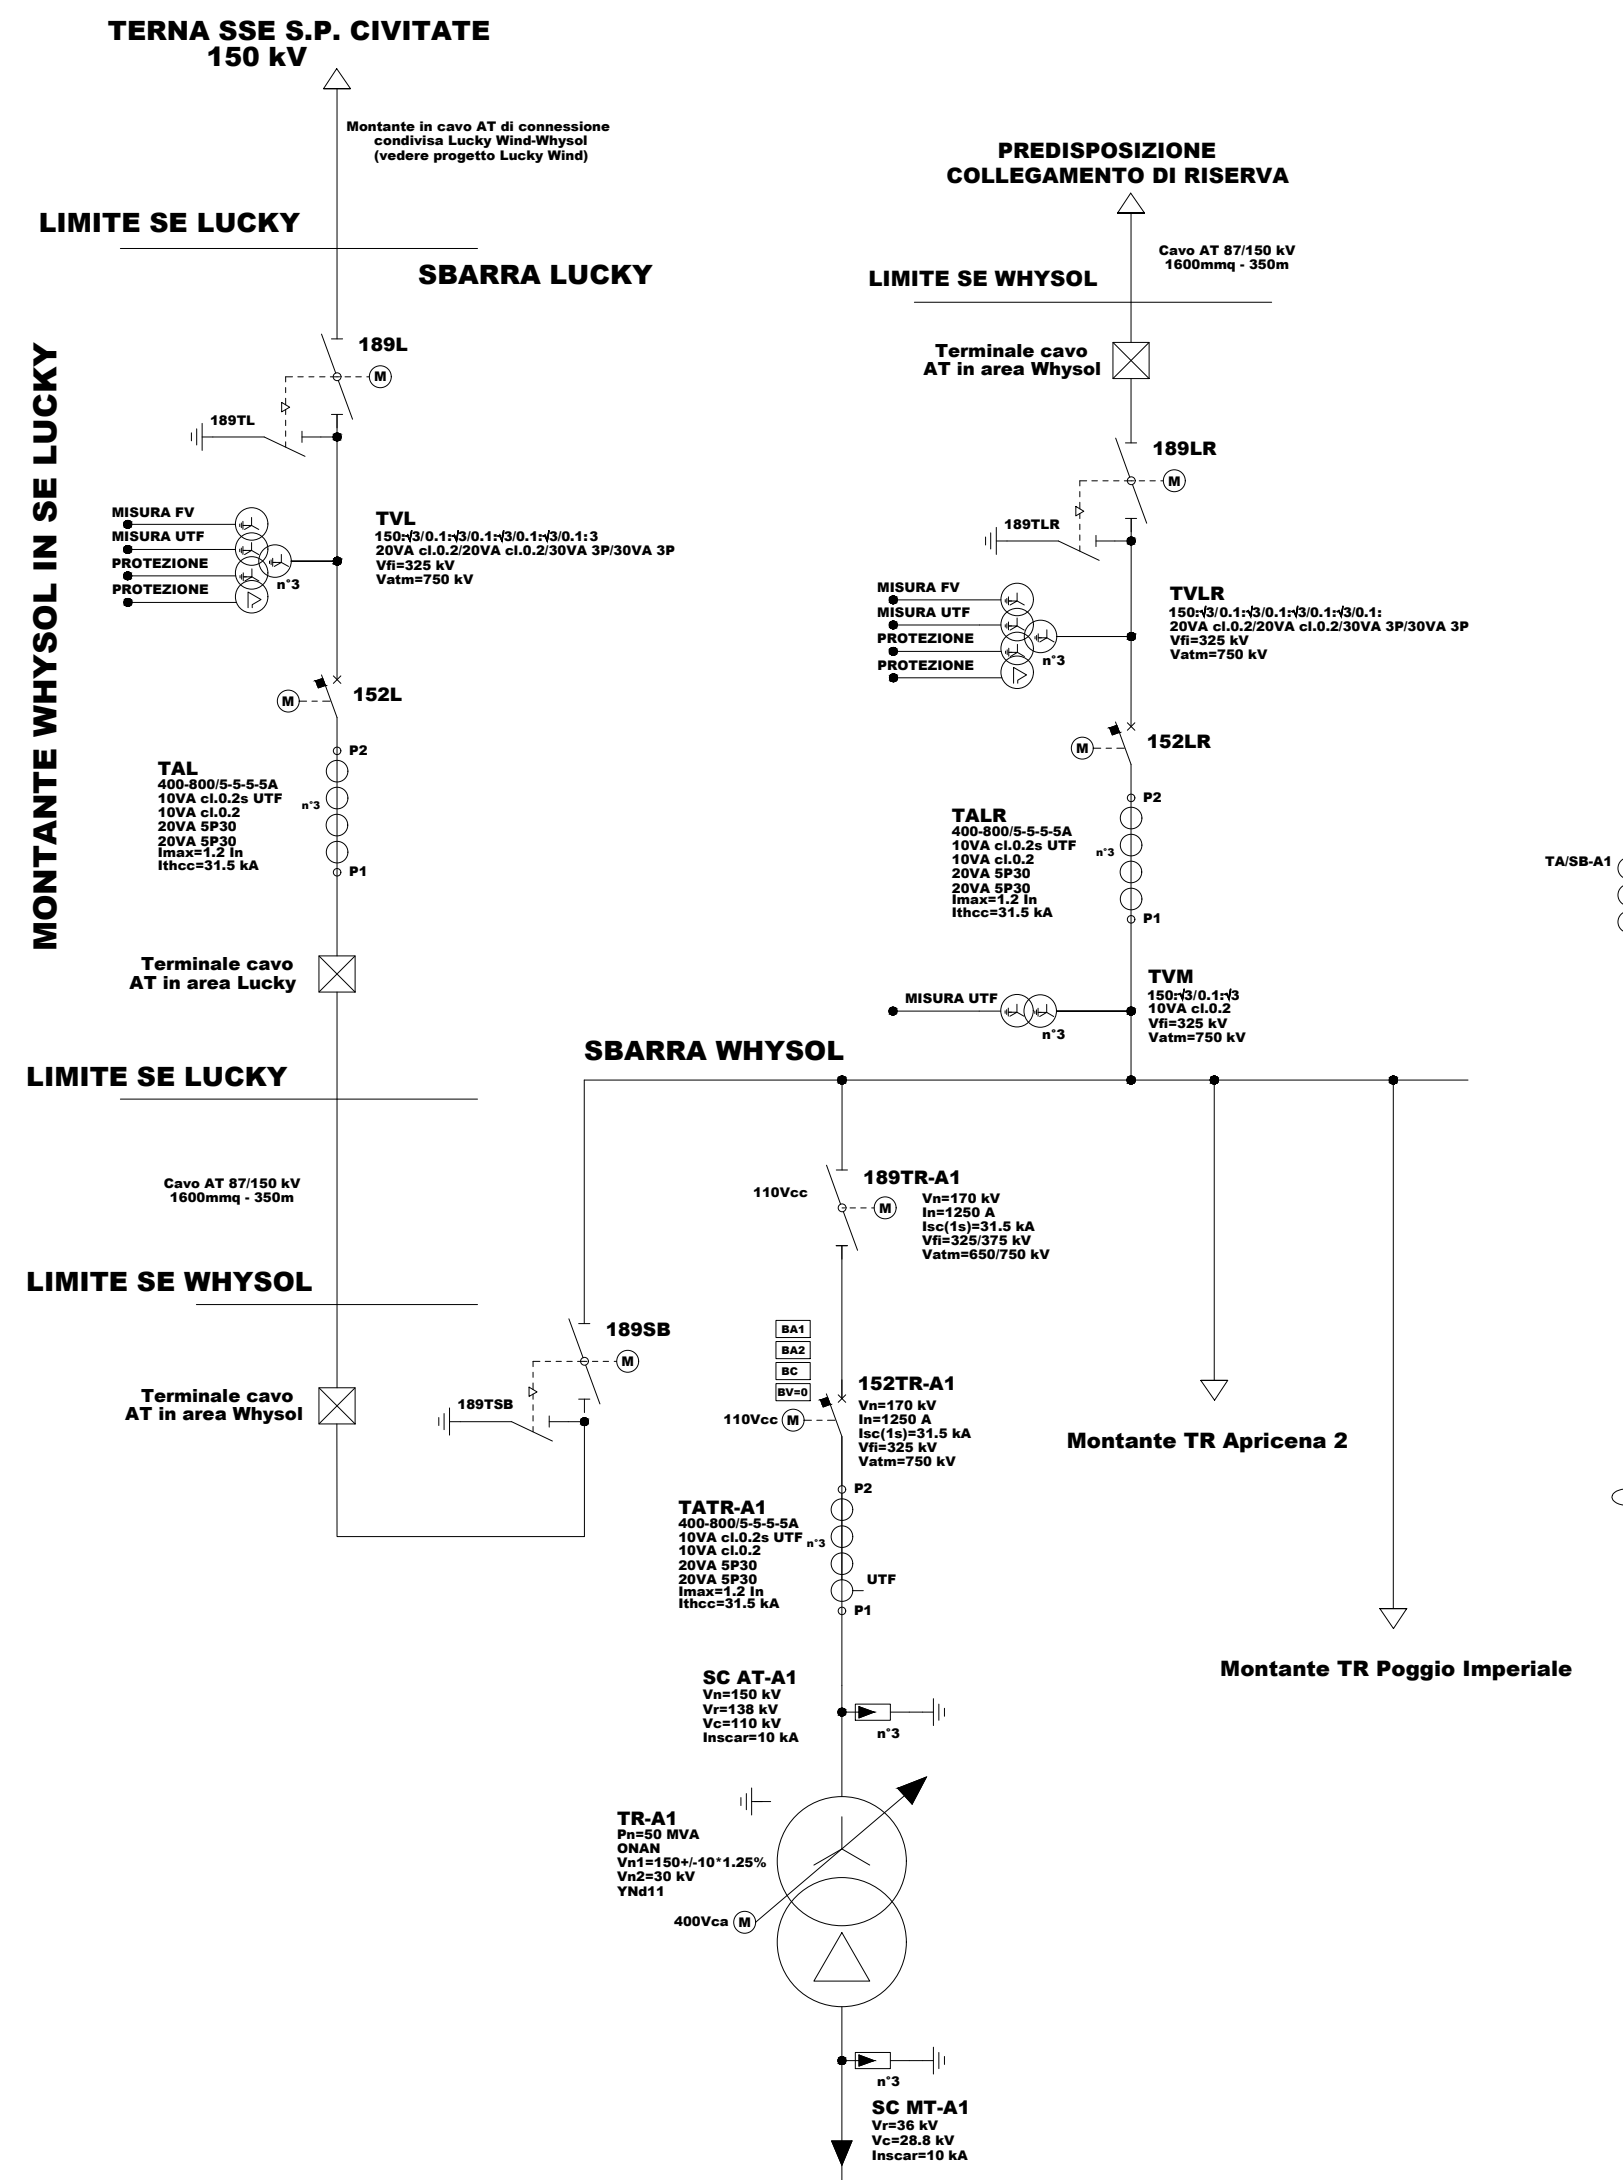 TERNA SSE S.P. CIVITATE
150 kV
Montante in cavo AT di connessione
condivisa Lucky Wind-Whysol
(vedere progetto Lucky Wind)
LIMITE SE LUCKY
SBARRA LUCKY
MONTANTE WHYSOL IN SE LUCKY
189L
M
189TL
MISURA FV
MISURA UTF
PROTEZIONE
PROTEZIONE
n°3
TVL
150:√3/0.1:√3/0.1:√3/0.1:√3/0.1:3
20VA cl.0.2/20VA cl.0.2/30VA 3P/30VA 3P
Vfi=325 kV
Vatm=750 kV
M
152L
P2
TAL
400-800/5-5-5-5A
10VA cl.0.2s UTF
10VA cl.0.2
20VA 5P30
20VA 5P30
Imax=1.2 In
Ithcc=31.5 kA
n°3
P1
Terminale cavo
AT in area Lucky
LIMITE SE LUCKY
Cavo AT 87/150 kV
1600mmq - 350m
LIMITE SE WHYSOL
Terminale cavo
AT in area Whysol
189SB
M
189TSB
PREDISPOSIZIONE
COLLEGAMENTO DI RISERVA
Cavo AT 87/150 kV
1600mmq - 350m
LIMITE SE WHYSOL
Terminale cavo
AT in area Whysol
189LR
M
189TLR
MISURA FV
MISURA UTF
PROTEZIONE
PROTEZIONE
n°3
TVLR
150:√3/0.1:√3/0.1:√3/0.1:√3/0.1:
20VA cl.0.2/20VA cl.0.2/30VA 3P/30VA 3P
Vfi=325 kV
Vatm=750 kV
M
152LR
P2
TALR
400-800/5-5-5-5A
10VA cl.0.2s UTF
10VA cl.0.2
20VA 5P30
20VA 5P30
Imax=1.2 In
Ithcc=31.5 kA
n°3
P1
TA/SB-A1
MISURA UTF
n°3
TVM
150:√3/0.1:√3
10VA cl.0.2
Vfi=325 kV
Vatm=750 kV
SBARRA WHYSOL
110Vcc
M
189TR-A1
Vn=170 kV
In=1250 A
Isc(1s)=31.5 kA
Vfi=325/375 kV
Vatm=650/750 kV
BA1
BA2
BC
BV=0
110Vcc
M
152TR-A1
Vn=170 kV
In=1250 A
Isc(1s)=31.5 kA
Vfi=325 kV
Vatm=750 kV
P2
TATR-A1
400-800/5-5-5-5A
10VA cl.0.2s UTF
10VA cl.0.2
20VA 5P30
20VA 5P30
Imax=1.2 In
Ithcc=31.5 kA
n°3
UTF
P1
Montante TR Apricena 2
Montante TR Poggio Imperiale
SC AT-A1
Vn=150 kV
Vr=138 kV
Vc=110 kV
Inscar=10 kA
n°3
TR-A1
Pn=50 MVA
ONAN
Vn1=150+/-10*1.25%
Vn2=30 kV
YNd11
400Vca
M
n°3
SC MT-A1
Vr=36 kV
Vc=28.8 kV
Inscar=10 kA